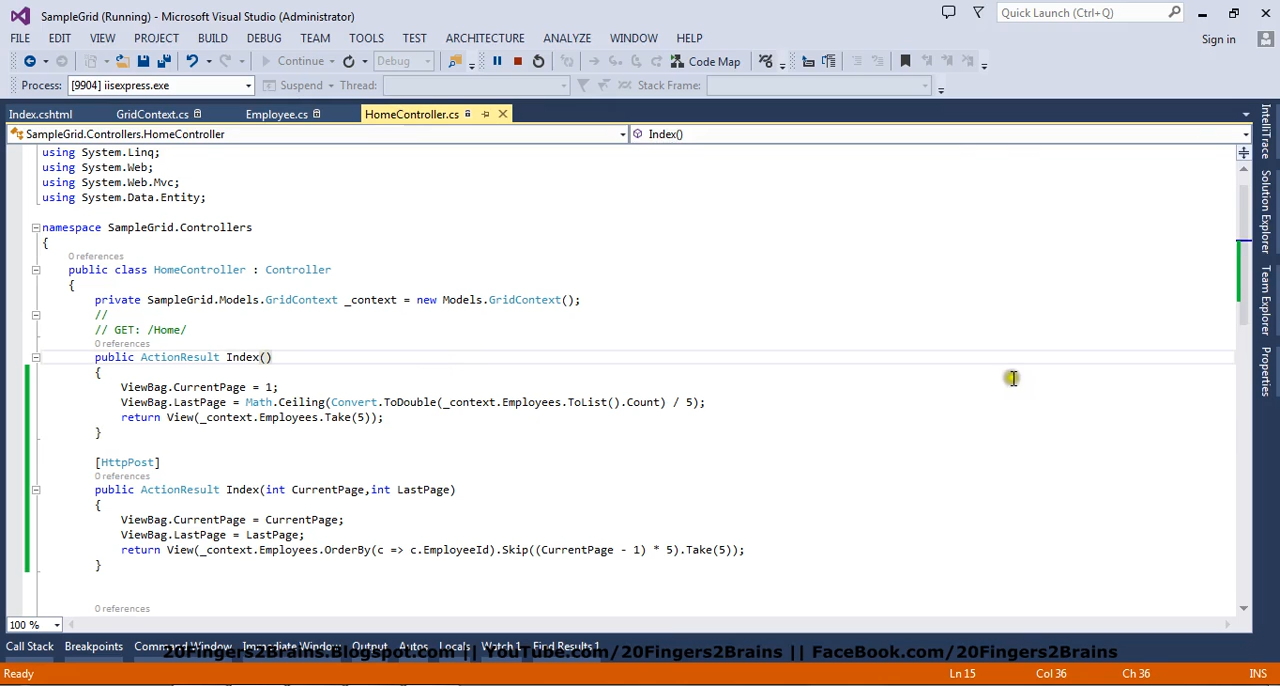 SampleGrid (Running) - Microsoft Visual Studio (Administrator)
Quick Launch (Ctrl+Q)
FILE EDIT VIEW PROJECT BUILD DEBUG TEAM TOOLS TEST ARCHITECTURE ANALYZE WINDOW HELP
Sign in
Continue Debug Code Map
Process: [9904] iisexpress.exe Suspend Thread: Stack Frame:
Index.cshtml GridContext.cs Employee.cs HomeController.cs
SampleGrid.Controllers.HomeController Index()
using System.Linq;
using System.Web;
using System.Web.Mvc;
using System.Data.Entity;
namespace SampleGrid.Controllers
{
0 references
public class HomeController : Controller
{
private SampleGrid.Models.GridContext _context = new Models.GridContext();
//
// GET: /Home/
0 references
public ActionResult Index()
{
ViewBag.CurrentPage = 1;
ViewBag.LastPage = Math.Ceiling(Convert.ToDouble(_context.Employees.ToList().Count) / 5);
return View(_context.Employees.Take(5));
}
[HttpPost]
0 references
public ActionResult Index(int CurrentPage,int LastPage)
{
ViewBag.CurrentPage = CurrentPage;
ViewBag.LastPage = LastPage;
return View(_context.Employees.OrderBy(c => c.EmployeeId).Skip((CurrentPage - 1) * 5).Take(5));
}
0 references
100 %
IntelliTrace
Solution Explorer
Team Explorer
Properties
Call Stack Breakpoints Command Window Immediate Window Output Autos Locals Watch 1 Find Results 1
20Fingers2Brains.Blogspot.com || YouTube.com/20Fingers2Brains || FaceBook.com/20Fingers2Brains
Ready Ln 15 Col 36 Ch 36 INS